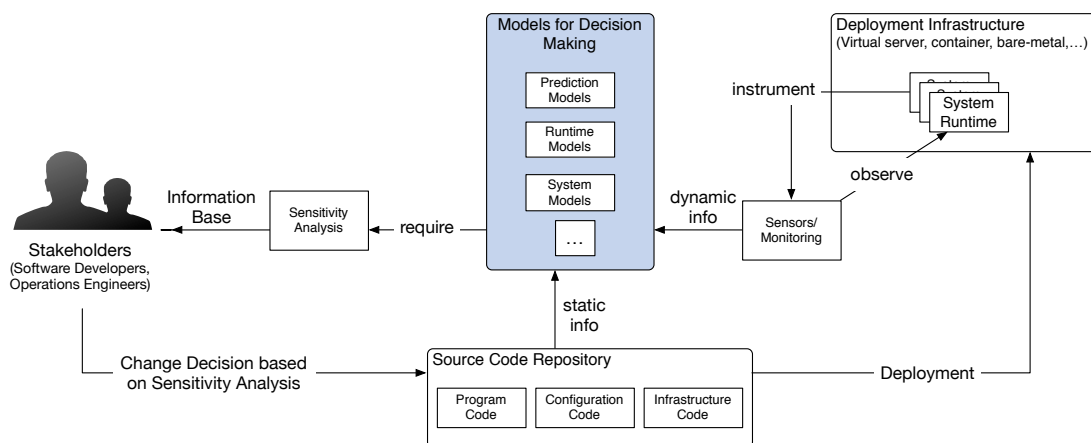 Models for Decision
Making
Prediction
Models
Runtime
Models
System
Models
...
Deployment Infrastructure
(Virtual server, container, bare-metal,...)
System
Runtime
instrument
observe
dynamic
info
Sensors/
Monitoring
Information
Base
Sensitivity
Analysis
require
Stakeholders
(Software Developers,
Operations Engineers)
static
info
Change Decision based
on Sensitivity Analysis
Source Code Repository
Program
Code
Configuration
Code
Infrastructure
Code
Deployment